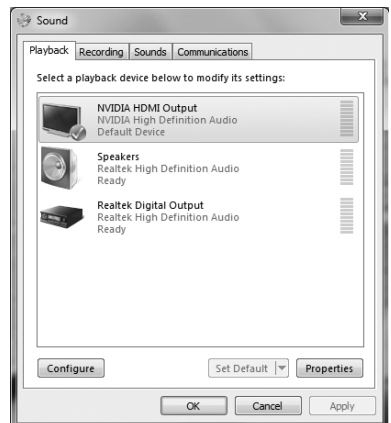 Sound
Playback Recording Sounds Communications
Select a playback device below to modify its settings:
NVIDIA HDMI Output
NVIDIA High Definition Audio
Default Device
Speakers
Realtek High Definition Audio
Ready
Realtek Digital Output
Realtek High Definition Audio
Ready
Configure Set Default Properties
OK Cancel Apply